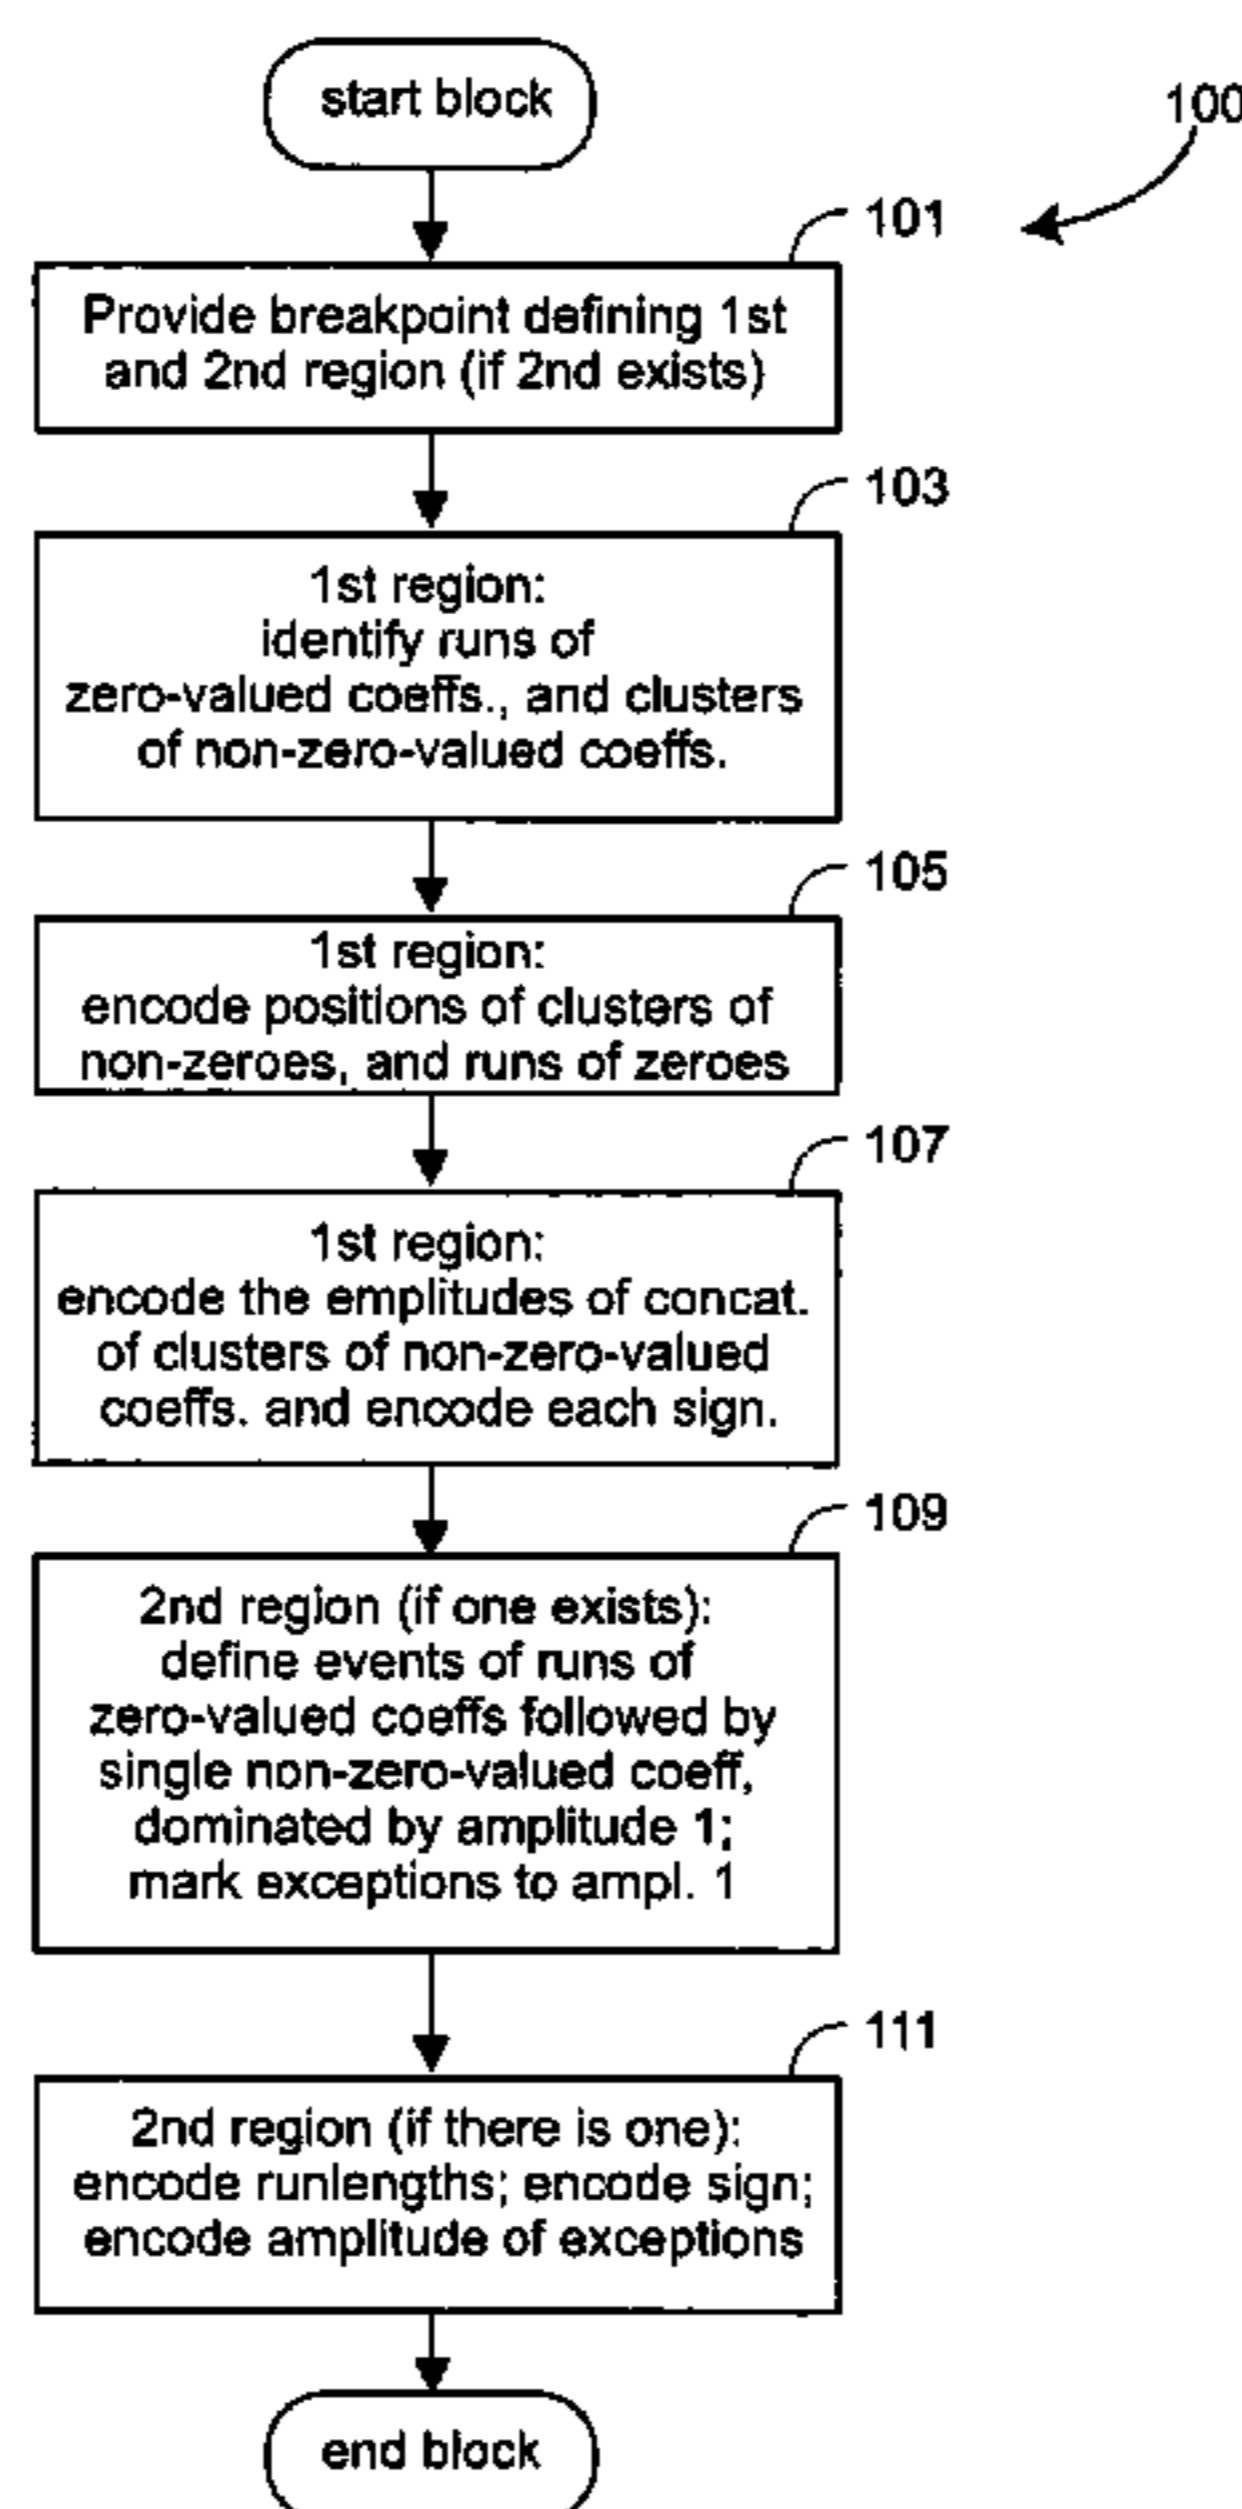 start block
100
101
Provide breakpoint defining 1st
and 2nd region (if 2nd exists)
103
1st region:
identify runs of
zero-valued coeffs., and clusters
of non-zero-valued coeffs.
105
1st region:
encode positions of clusters of
non-zeroes, and runs of zeroes
107
1st region:
encode the emplitudes of concat.
of clusters of non-zero-valued
coeffs. and encode each sign.
109
2nd region (if one exists):
define events of runs of
zero-valued coeffs followed by
single non-zero-valued coeff,
dominated by amplitude 1;
mark exceptions to ampl. 1
111
2nd region (if there is one):
encode runlengths; encode sign;
encode amplitude of exceptions
end block